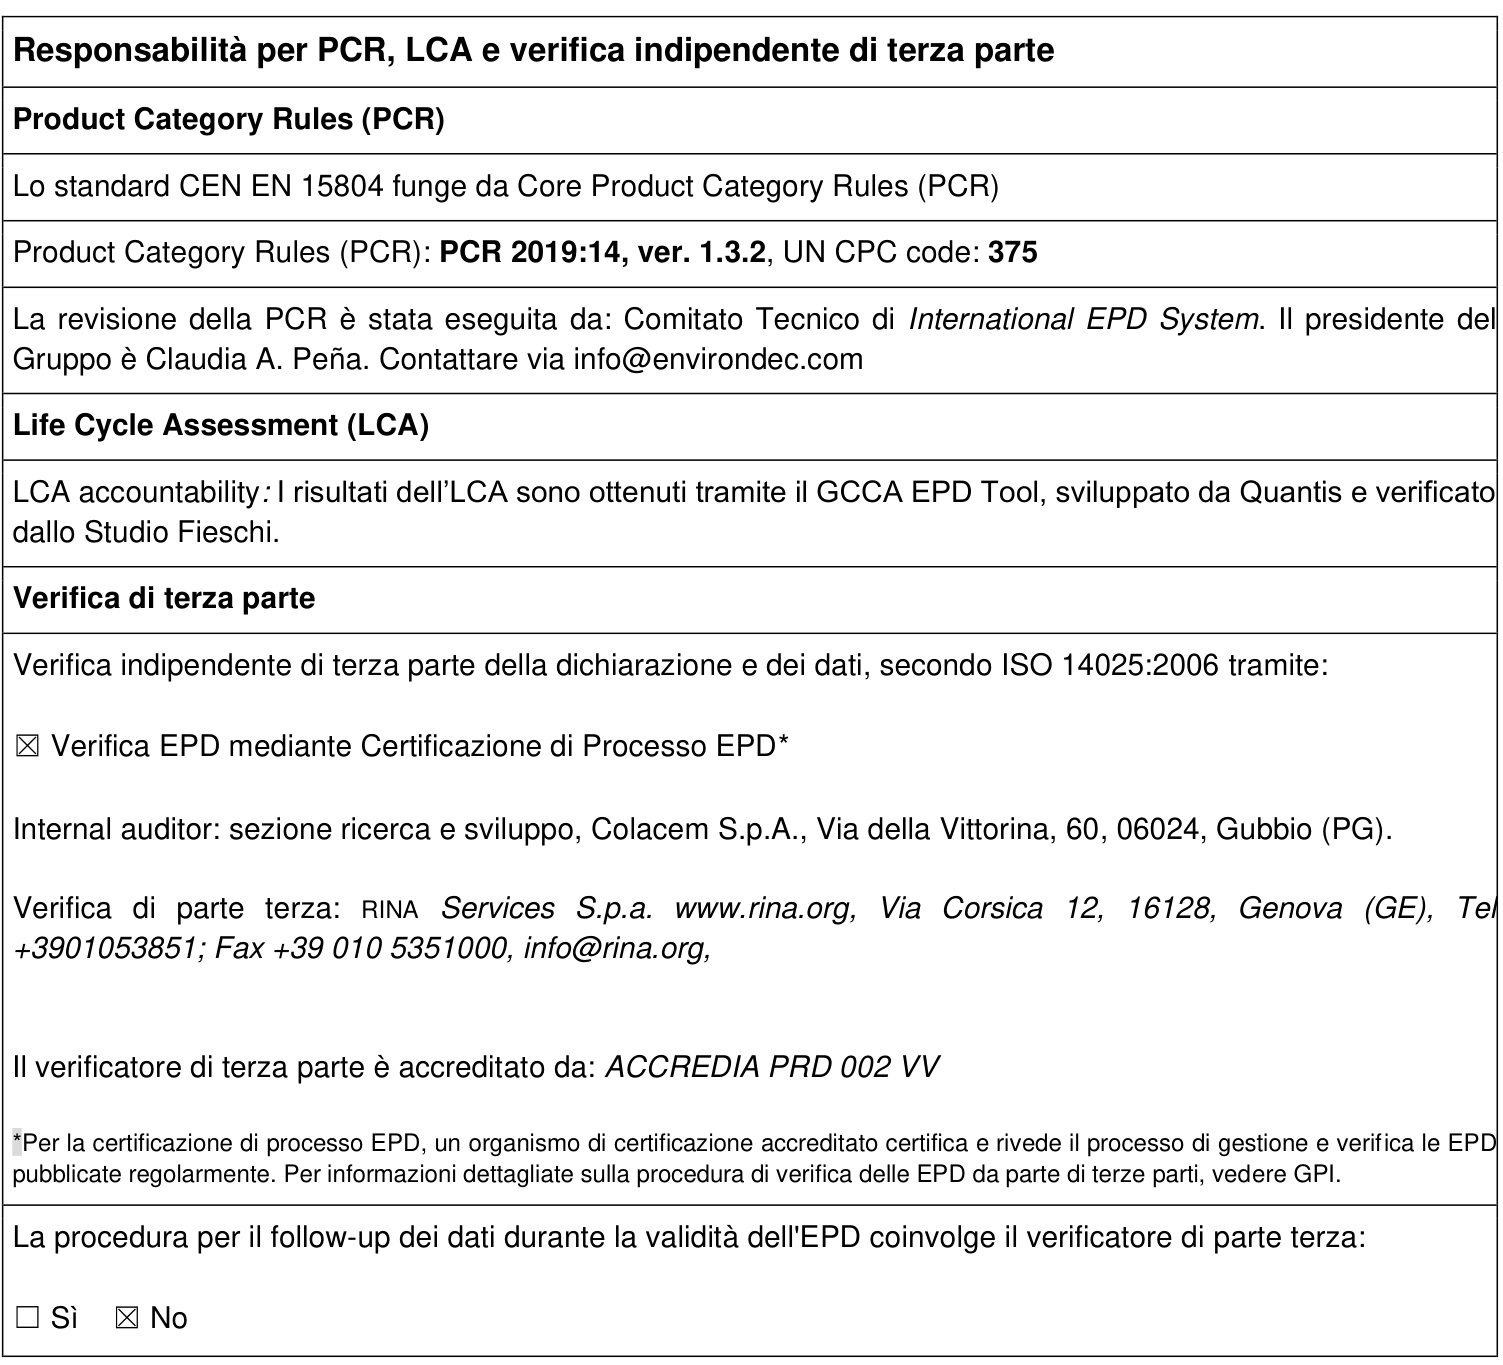 Responsabilità per PCR, LCA e verifica indipendente di terza parte
Product Category Rules (PCR)
Lo standard CEN EN 15804 funge da Core Product Category Rules (PCR)
Product Category Rules (PCR): PCR 2019:14, ver. 1.3.2, UN CPC code: 375
La revisione della PCR è stata eseguita da: Comitato Tecnico di International EPD System. Il presidente del
Gruppo è Claudia A. Peña. Contattare via info@environdec.com
Life Cycle Assessment (LCA)
LCA accountability: I risultati dell’LCA sono ottenuti tramite il GCCA EPD Tool, sviluppato da Quantis e verificato
dallo Studio Fieschi.
Verifica di terza parte
Verifica indipendente di terza parte della dichiarazione e dei dati, secondo ISO 14025:2006 tramite:
☒ Verifica EPD mediante Certificazione di Processo EPD*
Internal auditor: sezione ricerca e sviluppo, Colacem S.p.A., Via della Vittorina, 60, 06024, Gubbio (PG).
Verifica di parte terza: RINA Services S.p.a. www.rina.org, Via Corsica 12, 16128, Genova (GE), Tel
+3901053851; Fax +39 010 5351000, info@rina.org,
Il verificatore di terza parte è accreditato da: ACCREDIA PRD 002 VV
*Per la certificazione di processo EPD, un organismo di certificazione accreditato certifica e rivede il processo di gestione e verifica le EPD
pubblicate regolarmente. Per informazioni dettagliate sulla procedura di verifica delle EPD da parte di terze parti, vedere GPI.
La procedura per il follow-up dei dati durante la validità dell'EPD coinvolge il verificatore di parte terza:
☐ Sì ☒ No